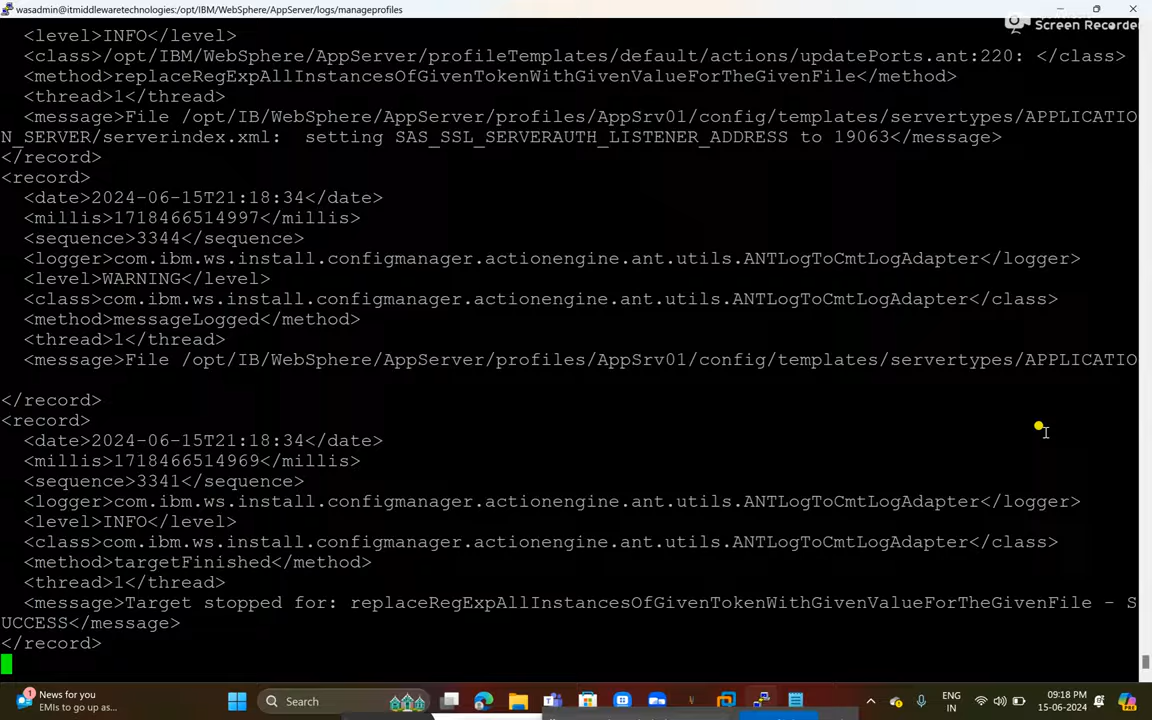 wasadmin@itmiddlewaretechnologies:/opt/IBM/WebSphere/AppServer/logs/manageprofiles
Screen Recorder
<level>INFO</level>
<class>/opt/IBM/WebSphere/AppServer/profileTemplates/default/actions/updatePorts.ant:220: </class>
<method>replaceRegExpAllInstancesOfGivenTokenWithGivenValueForTheGivenFile</method>
<thread>1</thread>
<message>File /opt/IB/WebSphere/AppServer/profiles/AppSrv01/config/templates/servertypes/APPLICATIO
N_SERVER/serverindex.xml:  setting SAS_SSL_SERVERAUTH_LISTENER_ADDRESS to 19063</message>
</record>
<record>
<date>2024-06-15T21:18:34</date>
<millis>1718466514997</millis>
<sequence>3344</sequence>
<logger>com.ibm.ws.install.configmanager.actionengine.ant.utils.ANTLogToCmtLogAdapter</logger>
<level>WARNING</level>
<class>com.ibm.ws.install.configmanager.actionengine.ant.utils.ANTLogToCmtLogAdapter</class>
<method>messageLogged</method>
<thread>1</thread>
<message>File /opt/IB/WebSphere/AppServer/profiles/AppSrv01/config/templates/servertypes/APPLICATIO
</record>
<record>
<date>2024-06-15T21:18:34</date>
<millis>1718466514969</millis>
<sequence>3341</sequence>
<logger>com.ibm.ws.install.configmanager.actionengine.ant.utils.ANTLogToCmtLogAdapter</logger>
<level>INFO</level>
<class>com.ibm.ws.install.configmanager.actionengine.ant.utils.ANTLogToCmtLogAdapter</class>
<method>targetFinished</method>
<thread>1</thread>
<message>Target stopped for: replaceRegExpAllInstancesOfGivenTokenWithGivenValueForTheGivenFile - S
UCCESS</message>
</record>
1
News for you
EMIs to go up as...
Search
ENG
IN
09:18 PM
15-06-2024